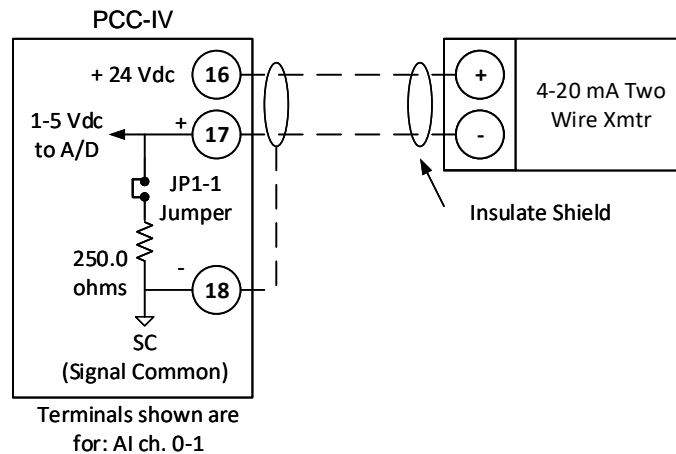 PCC-IV
+ 24 Vdc
16
+
4-20 mA Two
Wire Xmtr
1-5 Vdc
to A/D
+
17
-
JP1-1
Jumper
Insulate Shield
250.0
ohms
-
18
SC
(Signal Common)
Terminals shown are
for: AI ch. 0-1